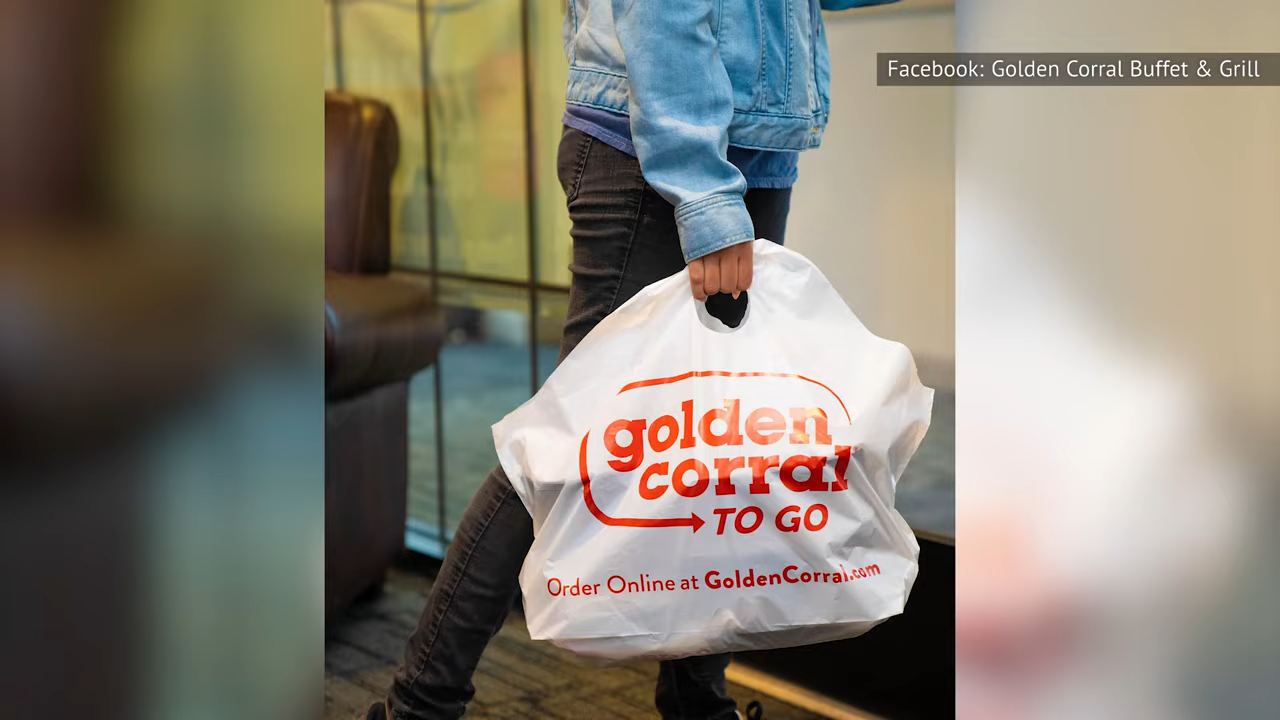 Facebook: Golden Corral Buffet & Grill
golden
corral
TO GO
Order Online at GoldenCorral.com